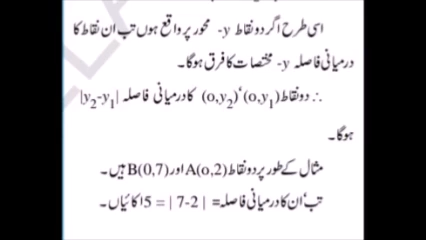 اسی طرح اگر دو نقاط y- محور پر واقع ہوں تب ان نقاط کا
درمیانی فاصلہ y- مختصات کا فرق ہوگا۔
∴ دو نقاط (o,y₁)‘(o,y₂) کا درمیانی فاصلہ |y₂-y₁|
ہوگا۔
مثال کے طور پر دو نقاط A(o,2) اور B(0,7) ہیں۔
تب‘ ان کا درمیانی فاصلہ = | 7-2 | = 5 اکائیاں۔